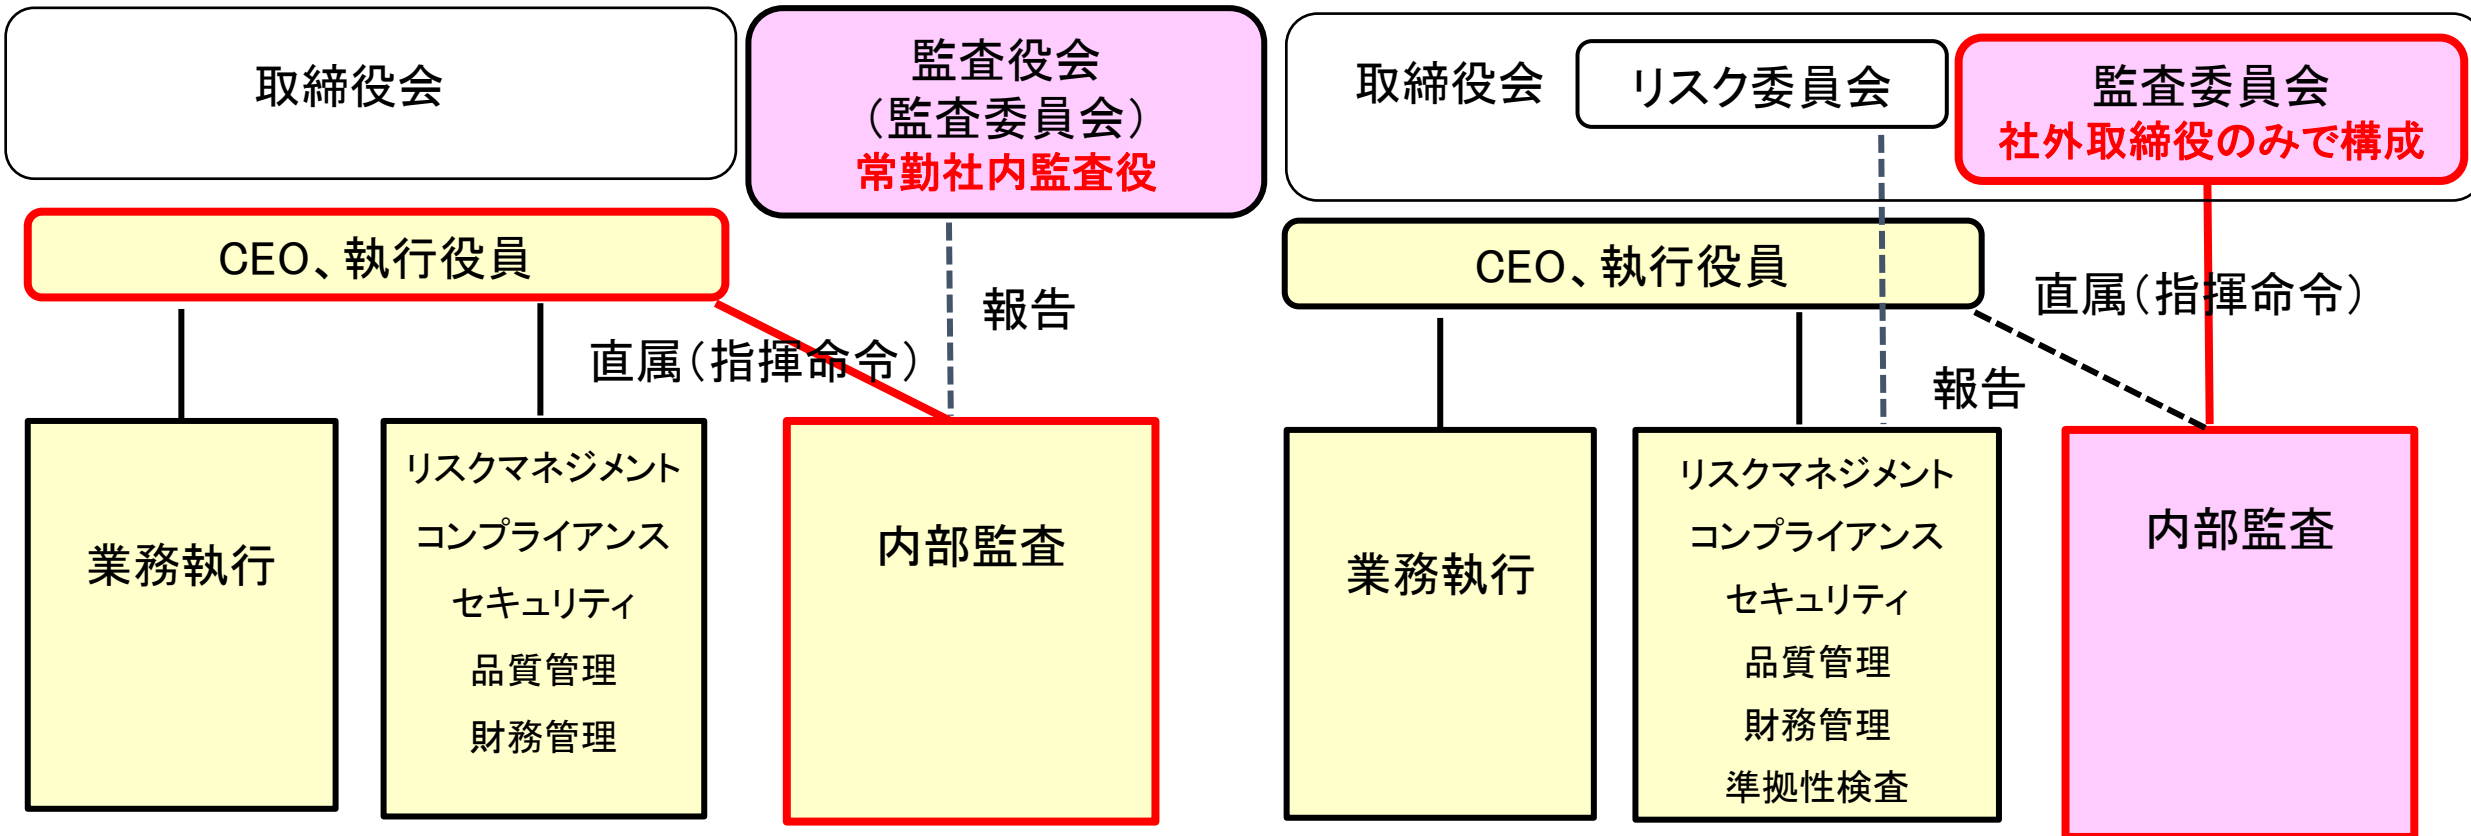 取締役会
監査役会
（監査委員会）
常勤社内監査役
CEO、執行役員
報告
直属（指揮命令）
業務執行
リスクマネジメント
コンプライアンス
セキュリティ
品質管理
財務管理
内部監査
取締役会
リスク委員会
監査委員会
社外取締役のみで構成
CEO、執行役員
直属（指揮命令）
報告
業務執行
リスクマネジメント
コンプライアンス
セキュリティ
品質管理
財務管理
準拠性検査
内部監査